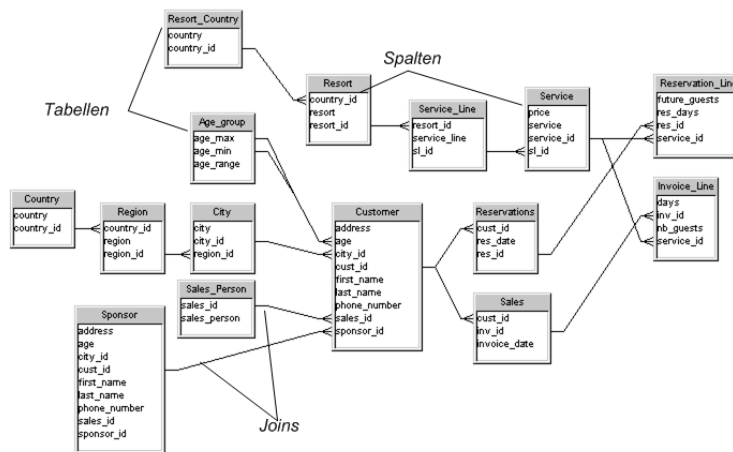 Resort_Country
country
country_id
Tabellen
Spalten
Resort
country_id
resort
resort_id
Service_Line
resort_id
service_line
sl_id
Service
price
service
service_id
sl_id
Reservation_Line
future_guests
res_days
res_id
service_id
Age_group
age_max
age_min
age_range
Country
country
country_id
Region
country_id
region
region_id
City
city
city_id
region_id
Customer
address
age
city_id
cust_id
first_name
last_name
phone_number
sales_id
sponsor_id
Reservations
cust_id
res_date
res_id
Invoice_Line
days
inv_id
nb_guests
service_id
Sales_Person
sales_id
sales_person
Sales
cust_id
inv_id
invoice_date
Sponsor
address
age
city_id
cust_id
first_name
last_name
phone_number
sales_id
sponsor_id
Joins